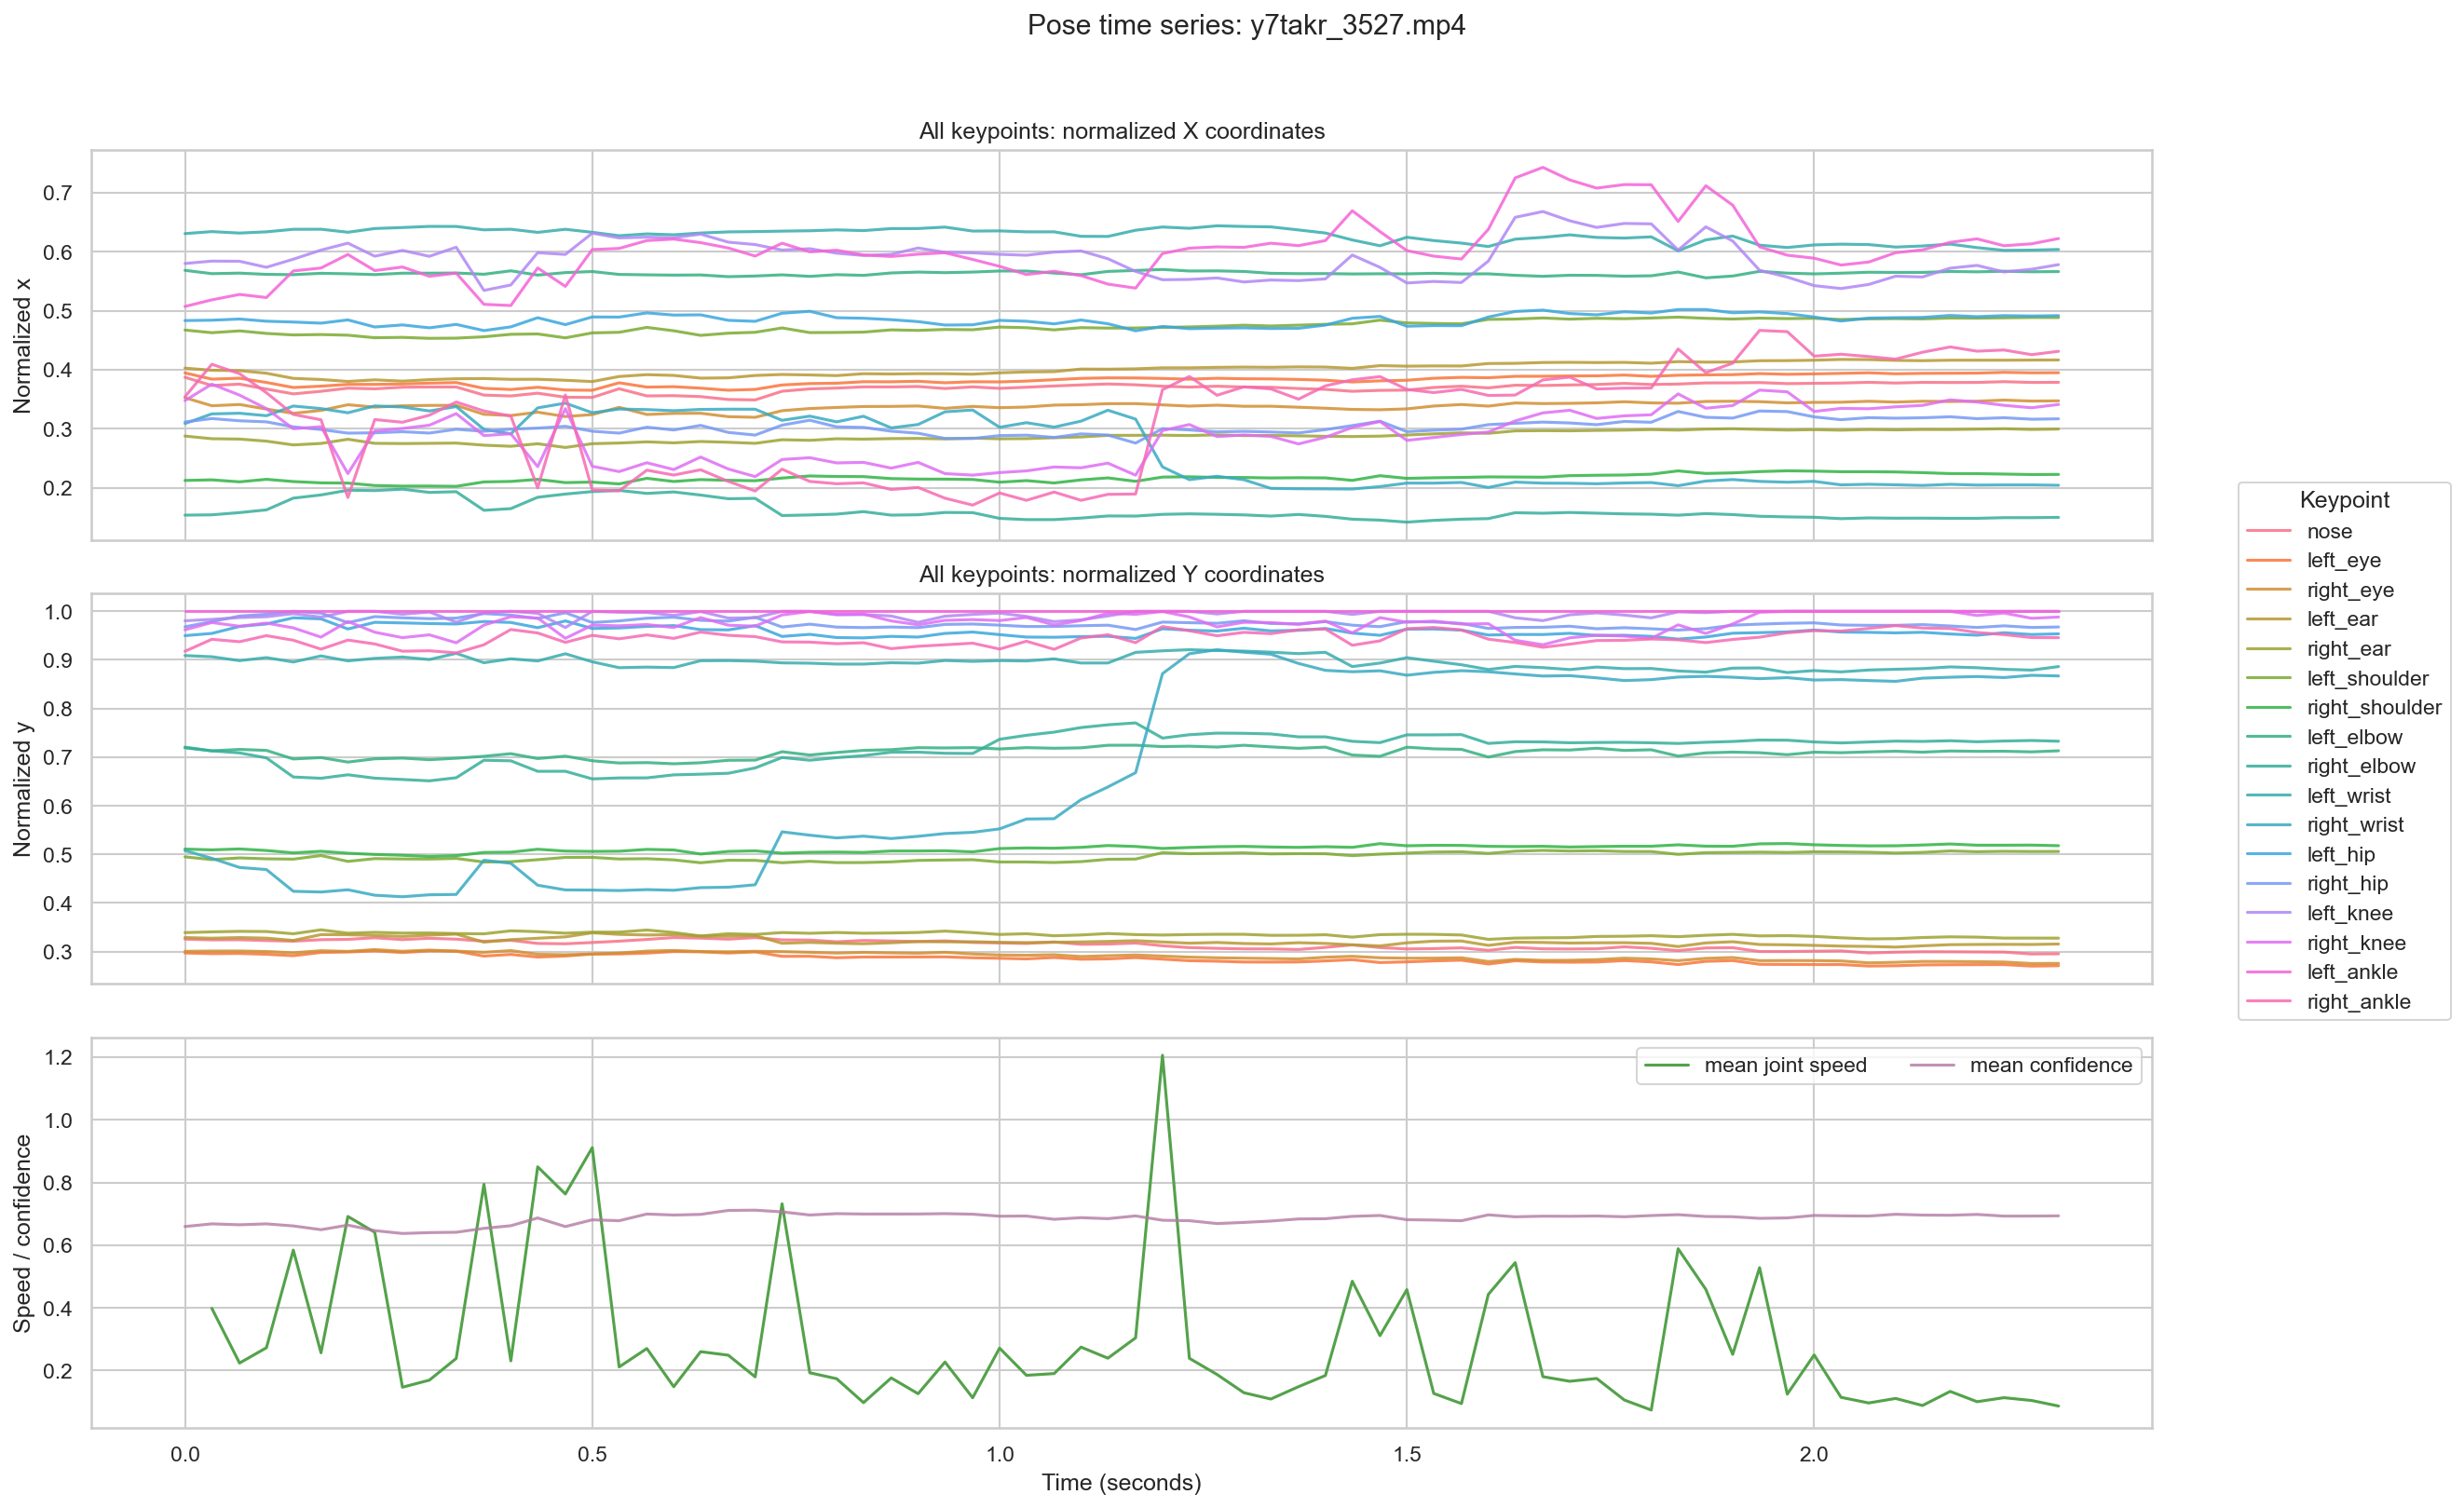 Pose time series: y7takr_3527.mp4
All keypoints: normalized X coordinates
Normalized x
0.7
0.6
0.5
0.4
0.3
0.2
All keypoints: normalized Y coordinates
Normalized y
1.0
0.9
0.8
0.7
0.6
0.5
0.4
0.3
Keypoint
nose
left_eye
right_eye
left_ear
right_ear
left_shoulder
right_shoulder
left_elbow
right_elbow
left_wrist
right_wrist
left_hip
right_hip
left_knee
right_knee
left_ankle
right_ankle
Speed / confidence
1.2
1.0
0.8
0.6
0.4
0.2
mean joint speed mean confidence
0.0 0.5 1.0 1.5 2.0
Time (seconds)